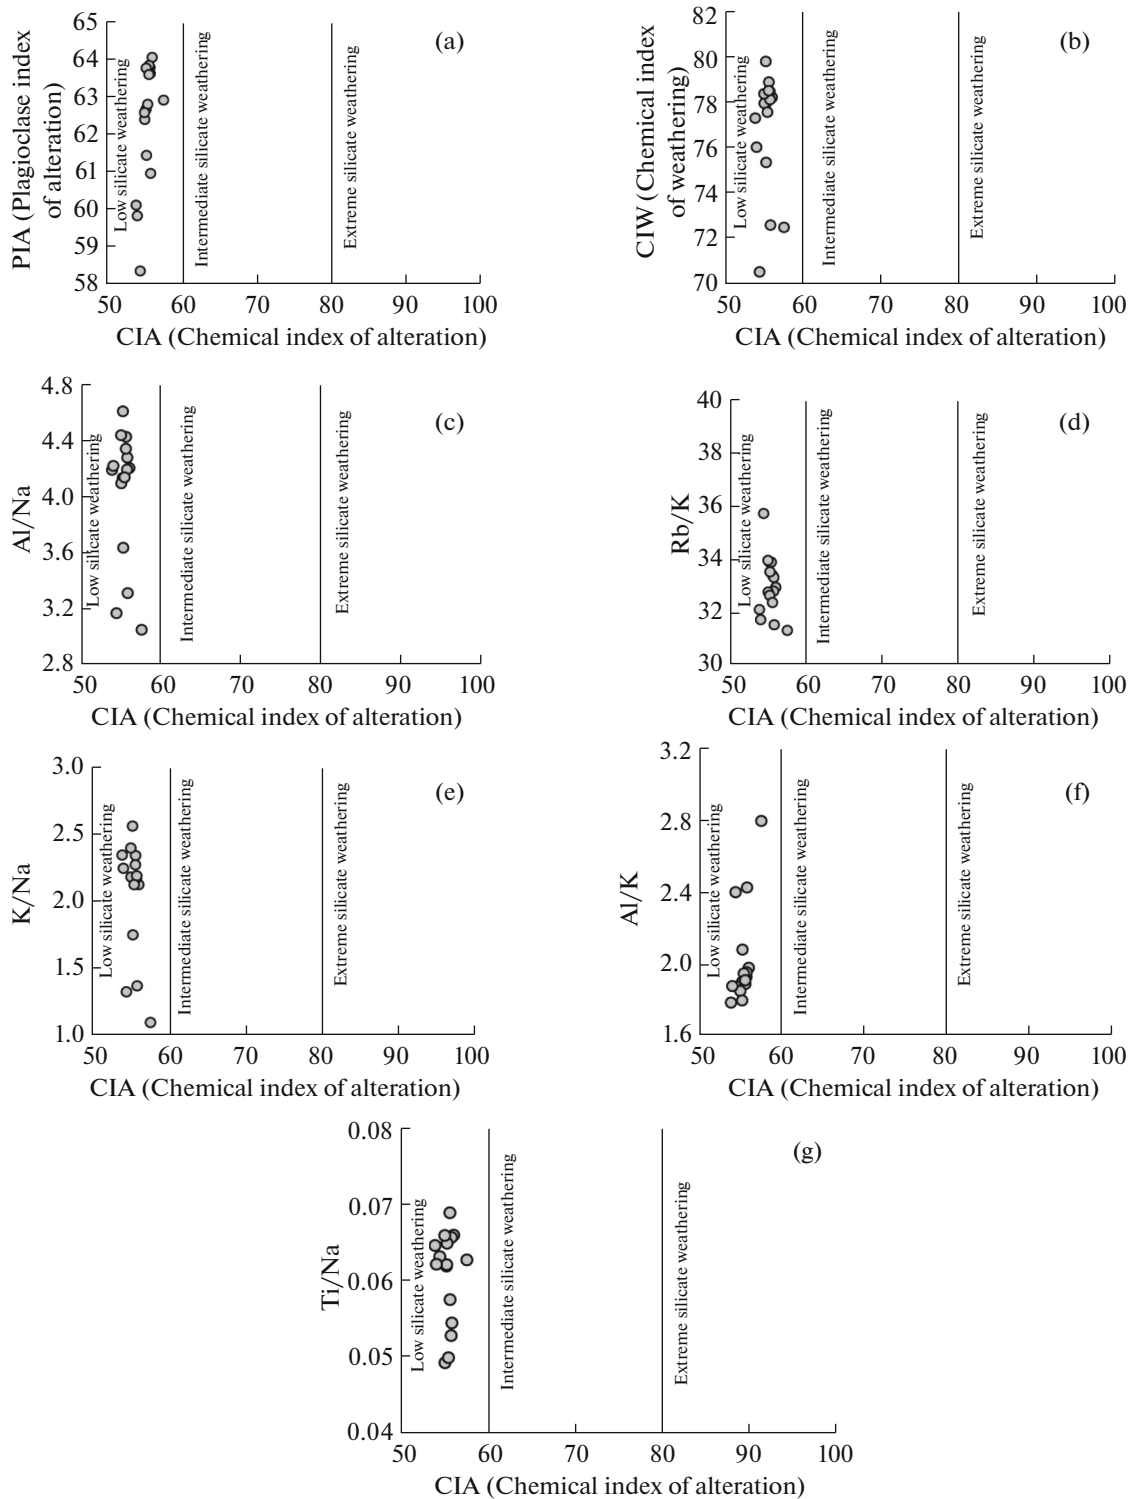 (a)
PIA (Plagioclase index
of alteration)
65
64
63
62
61
60
59
58
Low silicate weathering
Intermediate silicate weathering
Extreme silicate weathering
50 60 70 80 90 100
CIA (Chemical index of alteration)
(b)
CIW (Chemical index
of weathering)
82
80
78
76
74
72
70
Low silicate weathering
Intermediate silicate weathering
Extreme silicate weathering
50 60 70 80 90 100
CIA (Chemical index of alteration)
(c)
Al/Na
4.8
4.4
4.0
3.6
3.2
2.8
Low silicate weathering
Intermediate silicate weathering
Extreme silicate weathering
50 60 70 80 90 100
CIA (Chemical index of alteration)
(d)
Rb/K
40
38
36
34
32
30
Low silicate weathering
Intermediate silicate weathering
Extreme silicate weathering
50 60 70 80 90 100
CIA (Chemical index of alteration)
(e)
K/Na
3.0
2.5
2.0
1.5
1.0
Low silicate weathering
Intermediate silicate weathering
Extreme silicate weathering
50 60 70 80 90 100
CIA (Chemical index of alteration)
(f)
Al/K
3.2
2.8
2.4
2.0
1.6
Low silicate weathering
Intermediate silicate weathering
Extreme silicate weathering
50 60 70 80 90 100
CIA (Chemical index of alteration)
(g)
Ti/Na
0.08
0.07
0.06
0.05
0.04
Low silicate weathering
Intermediate silicate weathering
Extreme silicate weathering
50 60 70 80 90 100
CIA (Chemical index of alteration)